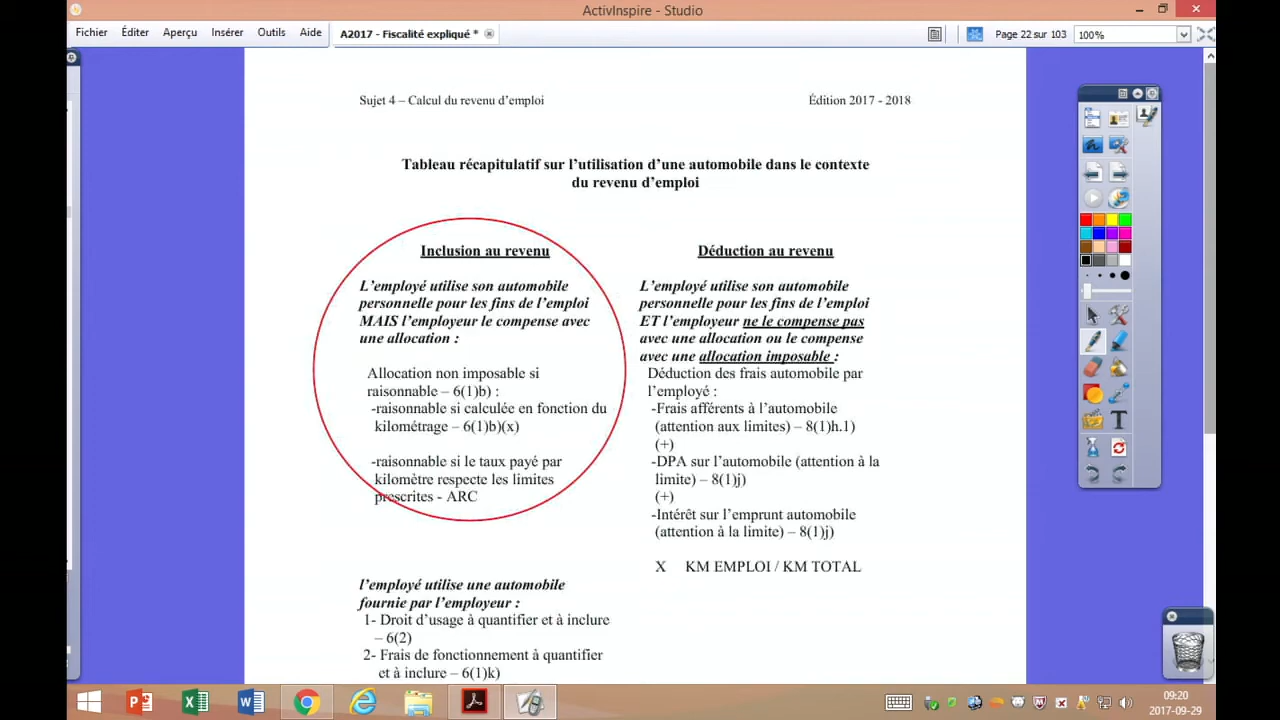 ActivInspire - Studio
Fichier Éditer Aperçu Insérer Outils Aide
A2017 - Fiscalité expliqué *
Page 22 sur 103
100%
Sujet 4 – Calcul du revenu d'emploi
Édition 2017 - 2018
Tableau récapitulatif sur l'utilisation d'une automobile dans le contexte
du revenu d'emploi
Inclusion au revenu
L'employé utilise son automobile
personnelle pour les fins de l'emploi
MAIS l'employeur le compense avec
une allocation :
Allocation non imposable si
raisonnable – 6(1)b) :
-raisonnable si calculée en fonction du
kilométrage – 6(1)b)(x)
-raisonnable si le taux payé par
kilomètre respecte les limites
prescrites - ARC
l'employé utilise une automobile
fournie par l'employeur :
1- Droit d'usage à quantifier et à inclure
– 6(2)
2- Frais de fonctionnement à quantifier
et à inclure – 6(1)k)
Déduction au revenu
L'employé utilise son automobile
personnelle pour les fins de l'emploi
ET l'employeur ne le compense pas
avec une allocation ou le compense
avec une allocation imposable :
Déduction des frais automobile par
l'employé :
-Frais afférents à l'automobile
(attention aux limites) – 8(1)h.1)
(+)
-DPA sur l'automobile (attention à la
limite) – 8(1)j)
(+)
-Intérêt sur l'emprunt automobile
(attention à la limite) – 8(1)j)
X KM EMPLOI / KM TOTAL
09:20
2017-09-29